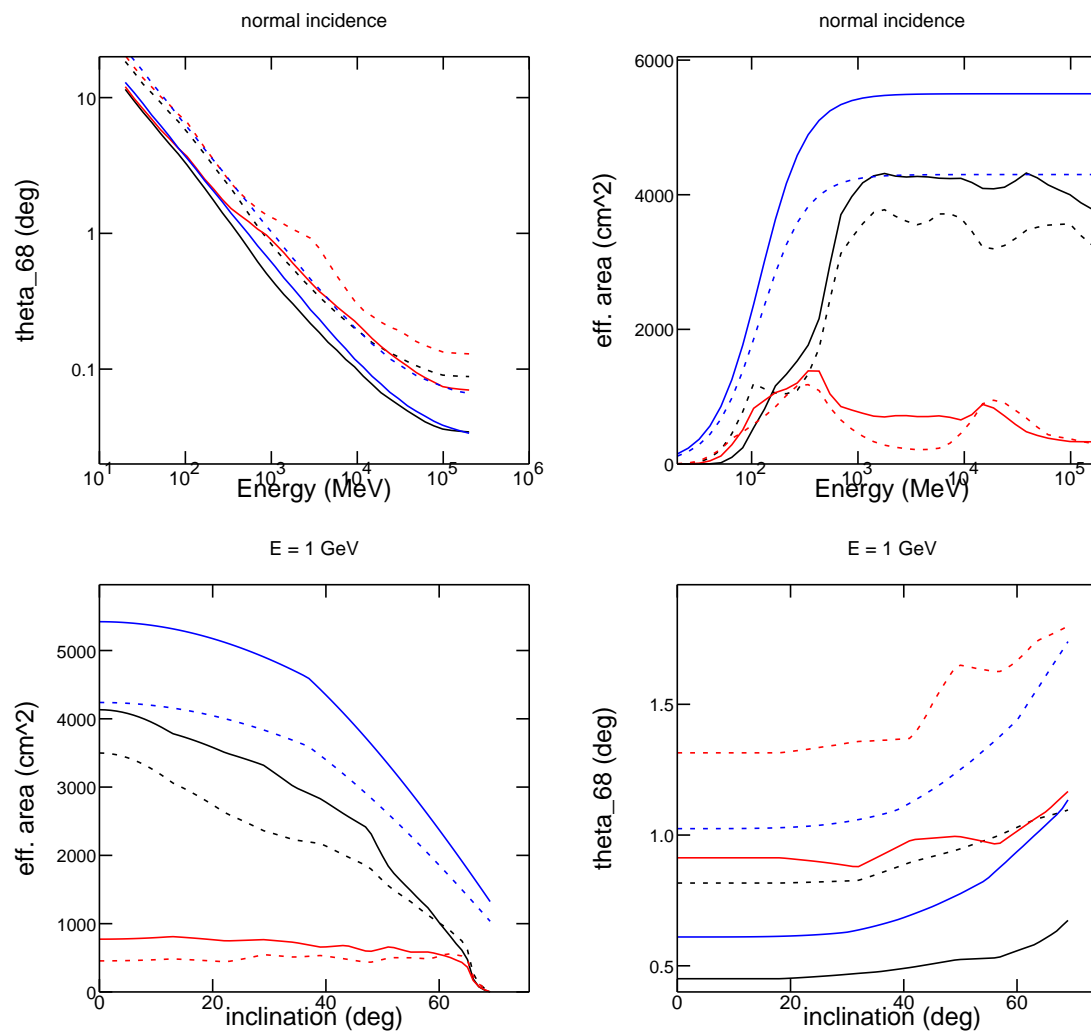 normal incidence
theta_68 (deg)
10
1
0.1
10^1
10^2
10^3
10^4
10^5
10^6
Energy (MeV)
normal incidence
eff. area (cm^2)
6000
4000
2000
0
10^2
10^3
10^4
10^5
Energy (MeV)
E = 1 GeV
eff. area (cm^2)
5000
4000
3000
2000
1000
0
0
20
40
60
inclination (deg)
E = 1 GeV
theta_68 (deg)
1.5
1.0
0.5
0
20
40
60
inclination (deg)